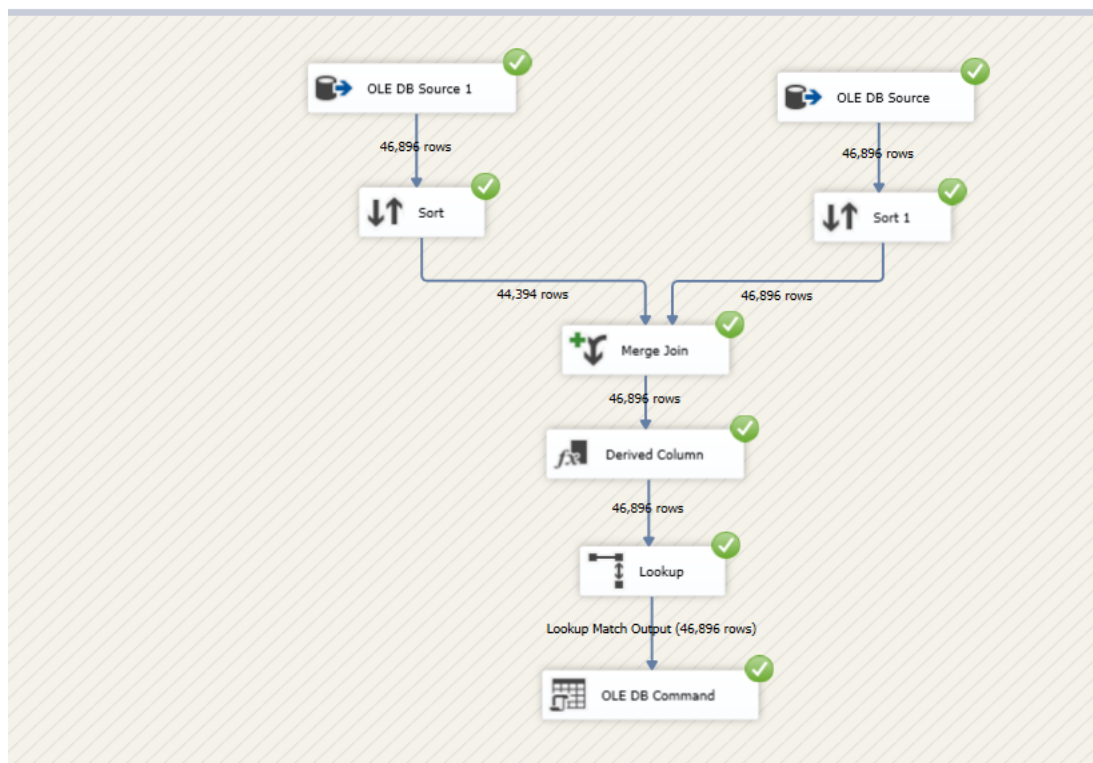 OLE DB Source 1
OLE DB Source
46,896 rows
46,896 rows
Sort
Sort 1
44,394 rows
46,896 rows
Merge Join
46,896 rows
fx
Derived Column
46,896 rows
Lookup
Lookup Match Output (46,896 rows)
OLE DB Command